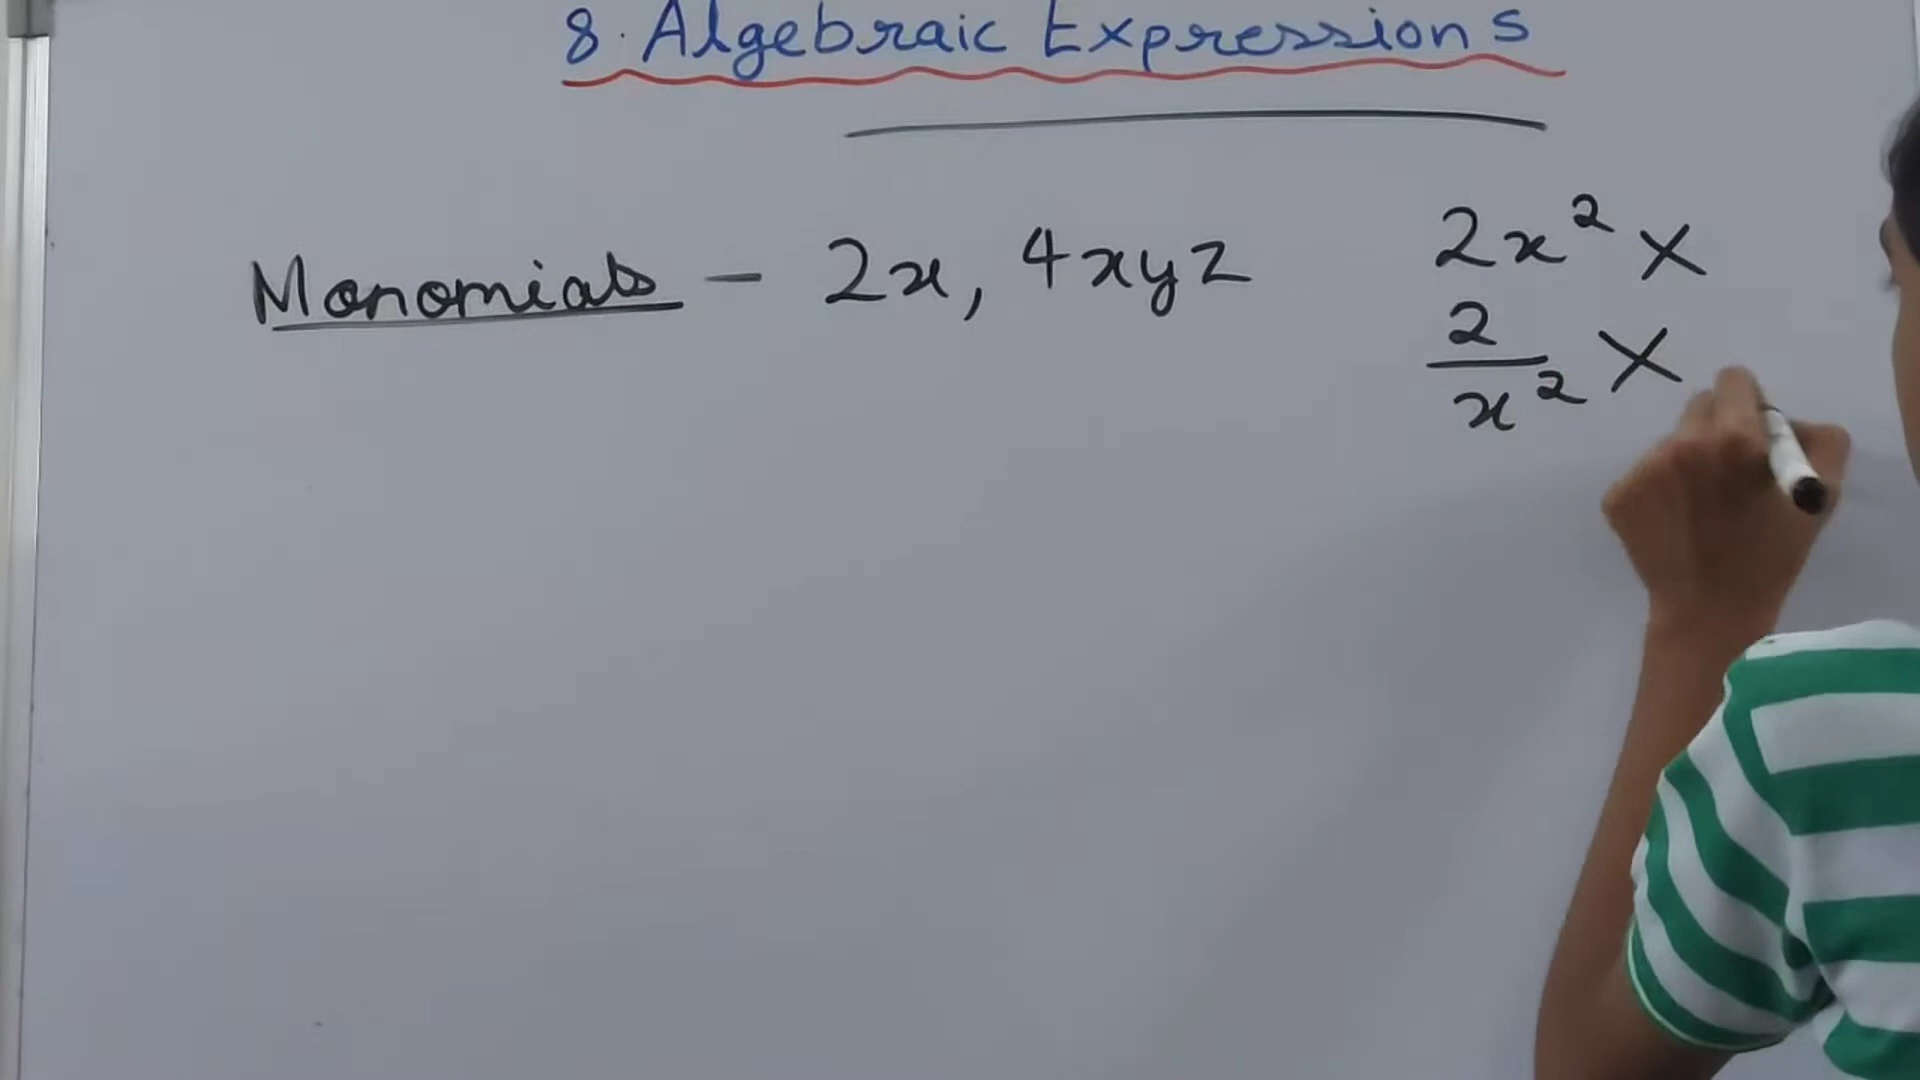 8. Algebraic Expressions
Monomials - 2x, 4xyz
2x² X
2/x² X